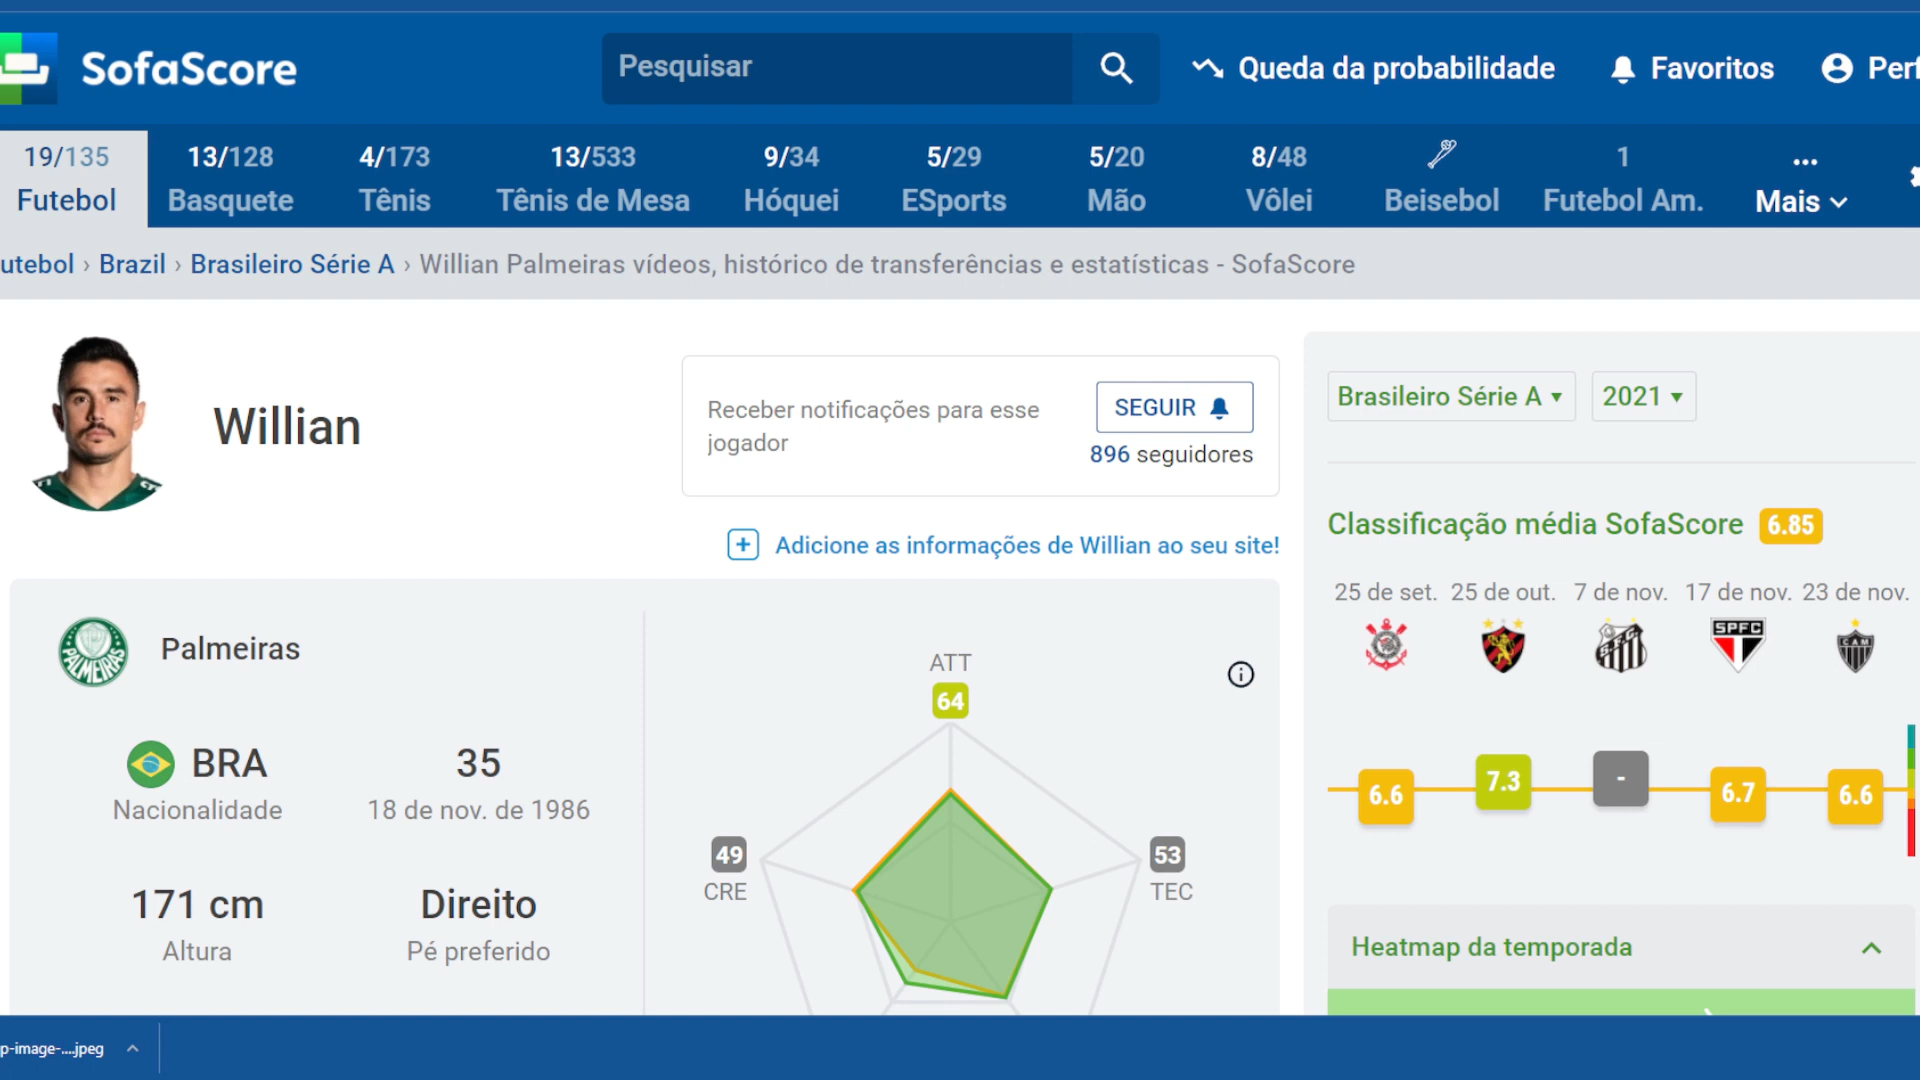 SofaScore
Pesquisar
Queda da probabilidade
Favoritos
Perf
19/135
Futebol
13/128
Basquete
4/173
Tênis
13/533
Tênis de Mesa
9/34
Hóquei
5/29
ESports
5/20
Mão
8/48
Vôlei
Beisebol
1
Futebol Am.
...
Mais
utebol › Brazil › Brasileiro Série A › Willian Palmeiras vídeos, histórico de transferências e estatísticas - SofaScore
Willian
Receber notificações para esse
jogador
SEGUIR
896 seguidores
+ Adicione as informações de Willian ao seu site!
PALMEIRAS
Palmeiras
BRA
Nacionalidade
35
18 de nov. de 1986
171 cm
Altura
Direito
Pé preferido
ATT
64
49
CRE
53
TEC
Brasileiro Série A
2021
Classificação média SofaScore 6.85
25 de set. 25 de out. 7 de nov. 17 de nov. 23 de nov.
SPFC
CAM
6.6 7.3 - 6.7 6.6
Heatmap da temporada
p-image-....jpeg